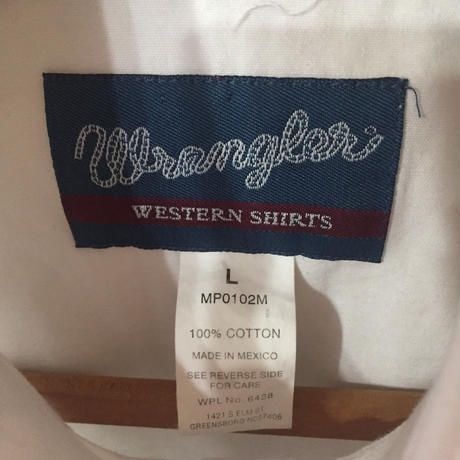 Wrangler
WESTERN SHIRTS
L
MP0102M
100% COTTON
MADE IN MEXICO
SEE REVERSE SIDE
FOR CARE
WPL No. 6428
1421 S ELM ST
GREENSBORO NC27406